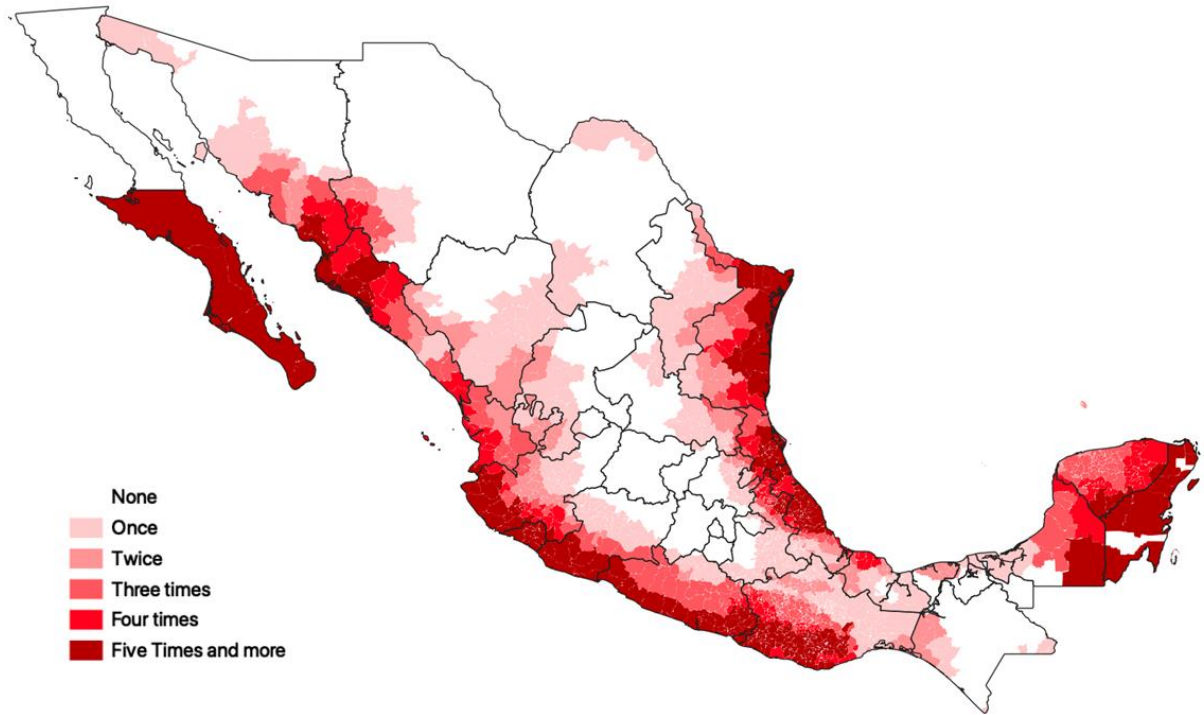 None
Once
Twice
Three times
Four times
Five Times and more